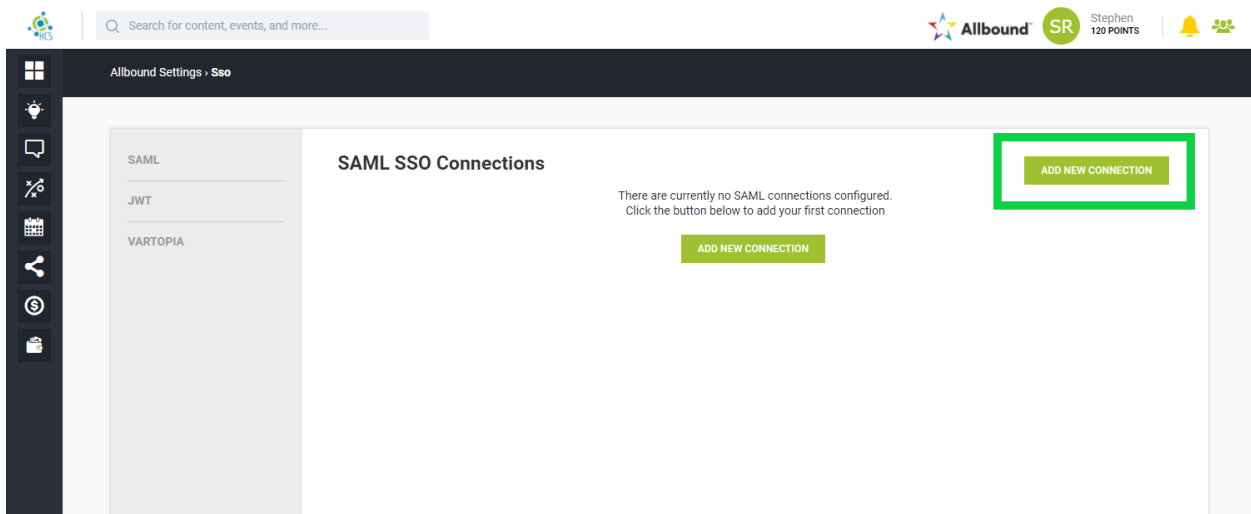 HCS
Search for content, events, and more...
Allbound™
SR
Stephen
120 POINTS
Allbound Settings › Sso
SAML
JWT
VARTOPIA
SAML SSO Connections
ADD NEW CONNECTION
There are currently no SAML connections configured.
Click the button below to add your first connection
ADD NEW CONNECTION